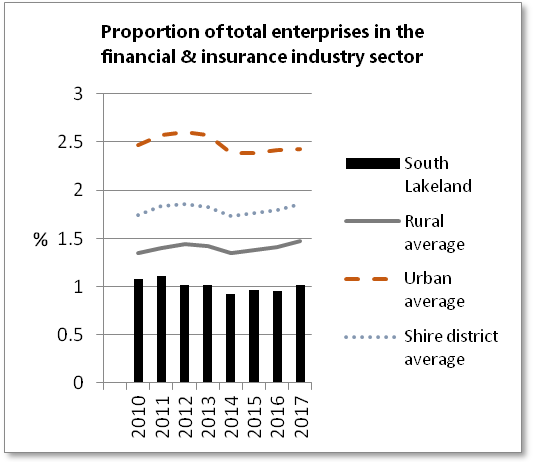 Proportion of total enterprises in the
financial & insurance industry sector
3
2.5
2
1.5
1
0.5
0
%
2010
2011
2012
2013
2014
2015
2016
2017
South
Lakeland
Rural
average
Urban
average
Shire district
average